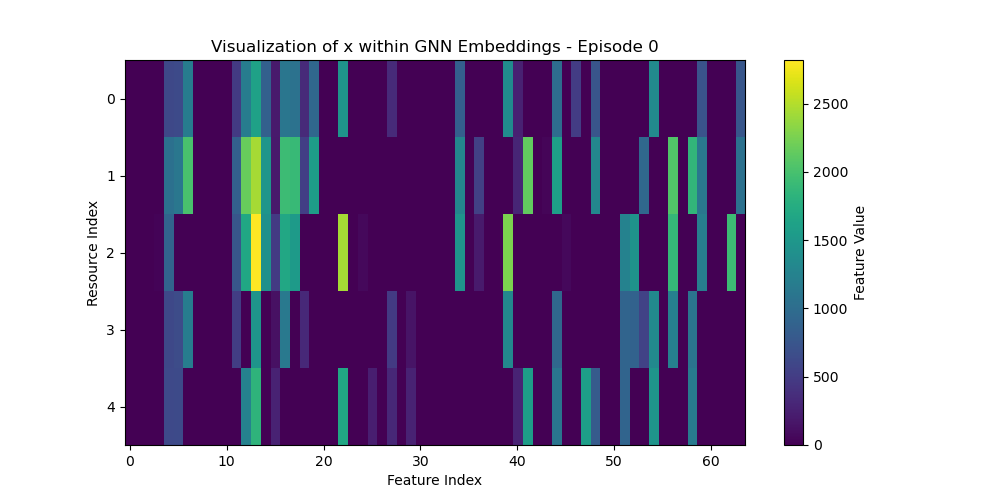 Visualization of x within GNN Embeddings - Episode 0
0
1
2
3
4
Resource Index
0 10 20 30 40 50 60
Feature Index
2500
2000
1500
1000
500
0
Feature Value